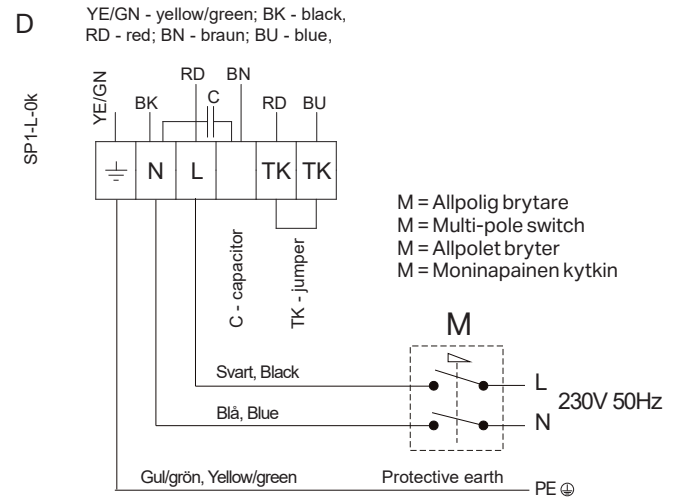 D
YE/GN - yellow/green; BK - black,
RD - red; BN - braun; BU - blue,
SP1-L-0k
YE/GN
BK
RD
C
BN
RD
BU
N
L
TK
TK
C - capacitor
TK - jumper
M = Allpolig brytare
M = Multi-pole switch
M = Allpolet bryter
M = Moninapainen kytkin
M
Svart, Black
L
230V 50Hz
Blå, Blue
N
Gul/grön, Yellow/green
Protective earth
PE